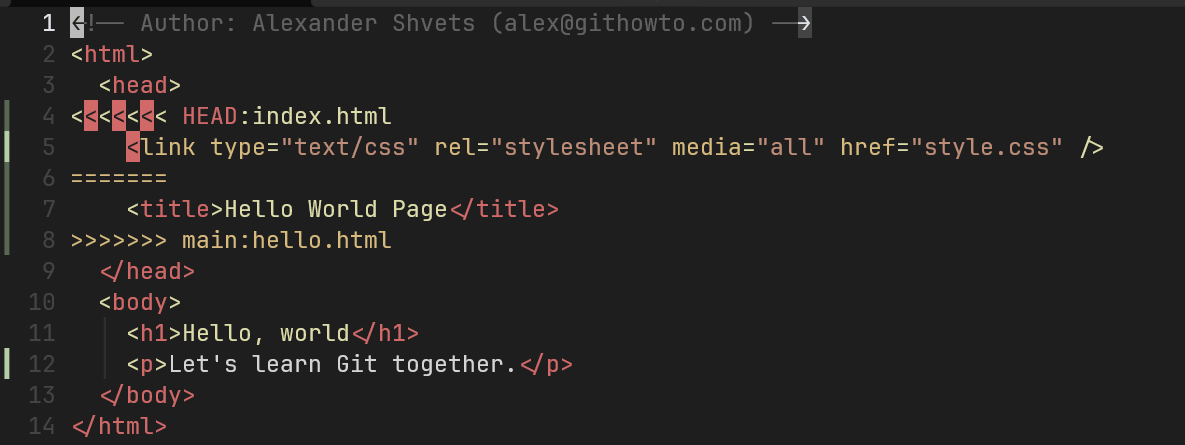 1 <!-- Author: Alexander Shvets (alex@githowto.com) -->
2 <html>
3   <head>
4 <<<<<<< HEAD:index.html
5     <link type="text/css" rel="stylesheet" media="all" href="style.css" />
6 =======
7     <title>Hello World Page</title>
8 >>>>>>> main:hello.html
9   </head>
10   <body>
11     <h1>Hello, world</h1>
12     <p>Let's learn Git together.</p>
13   </body>
14 </html>